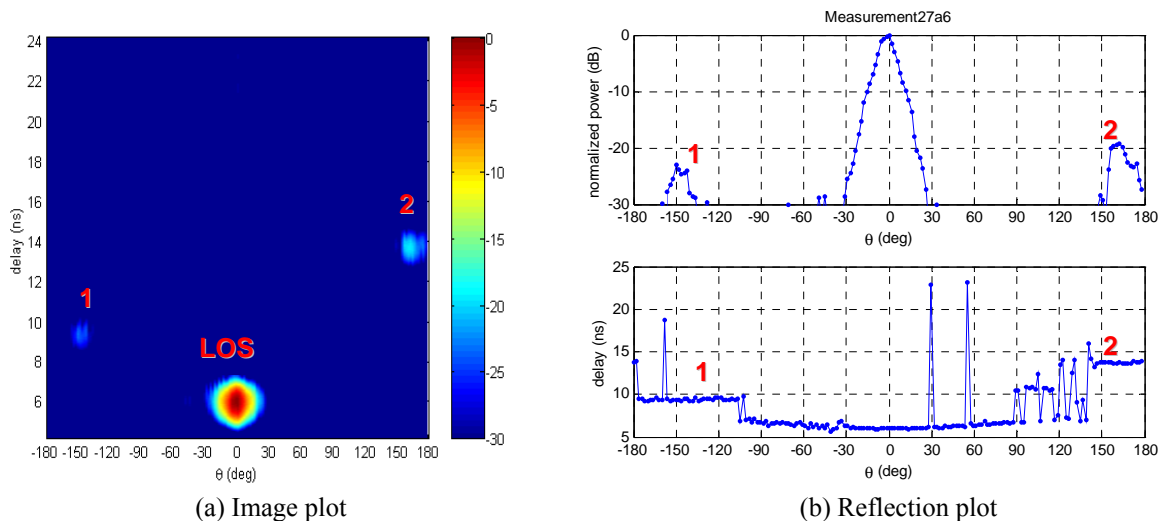 24
22
20
18
16
14
12
10
8
6
delay (ns)
-180 -150 -120 -90 -60 -30 0 30 60 90 120 150 180
θ (deg)
1
2
LOS
0
-5
-10
-15
-20
-25
-30
(a) Image plot
Measurement27a6
0
-10
-20
-30
normalized power (dB)
1
2
-180 -150 -120 -90 -60 -30 0 30 60 90 120 150 180
θ (deg)
25
20
15
10
5
delay (ns)
1
2
-180 -150 -120 -90 -60 -30 0 30 60 90 120 150 180
θ (deg)
(b) Reflection plot